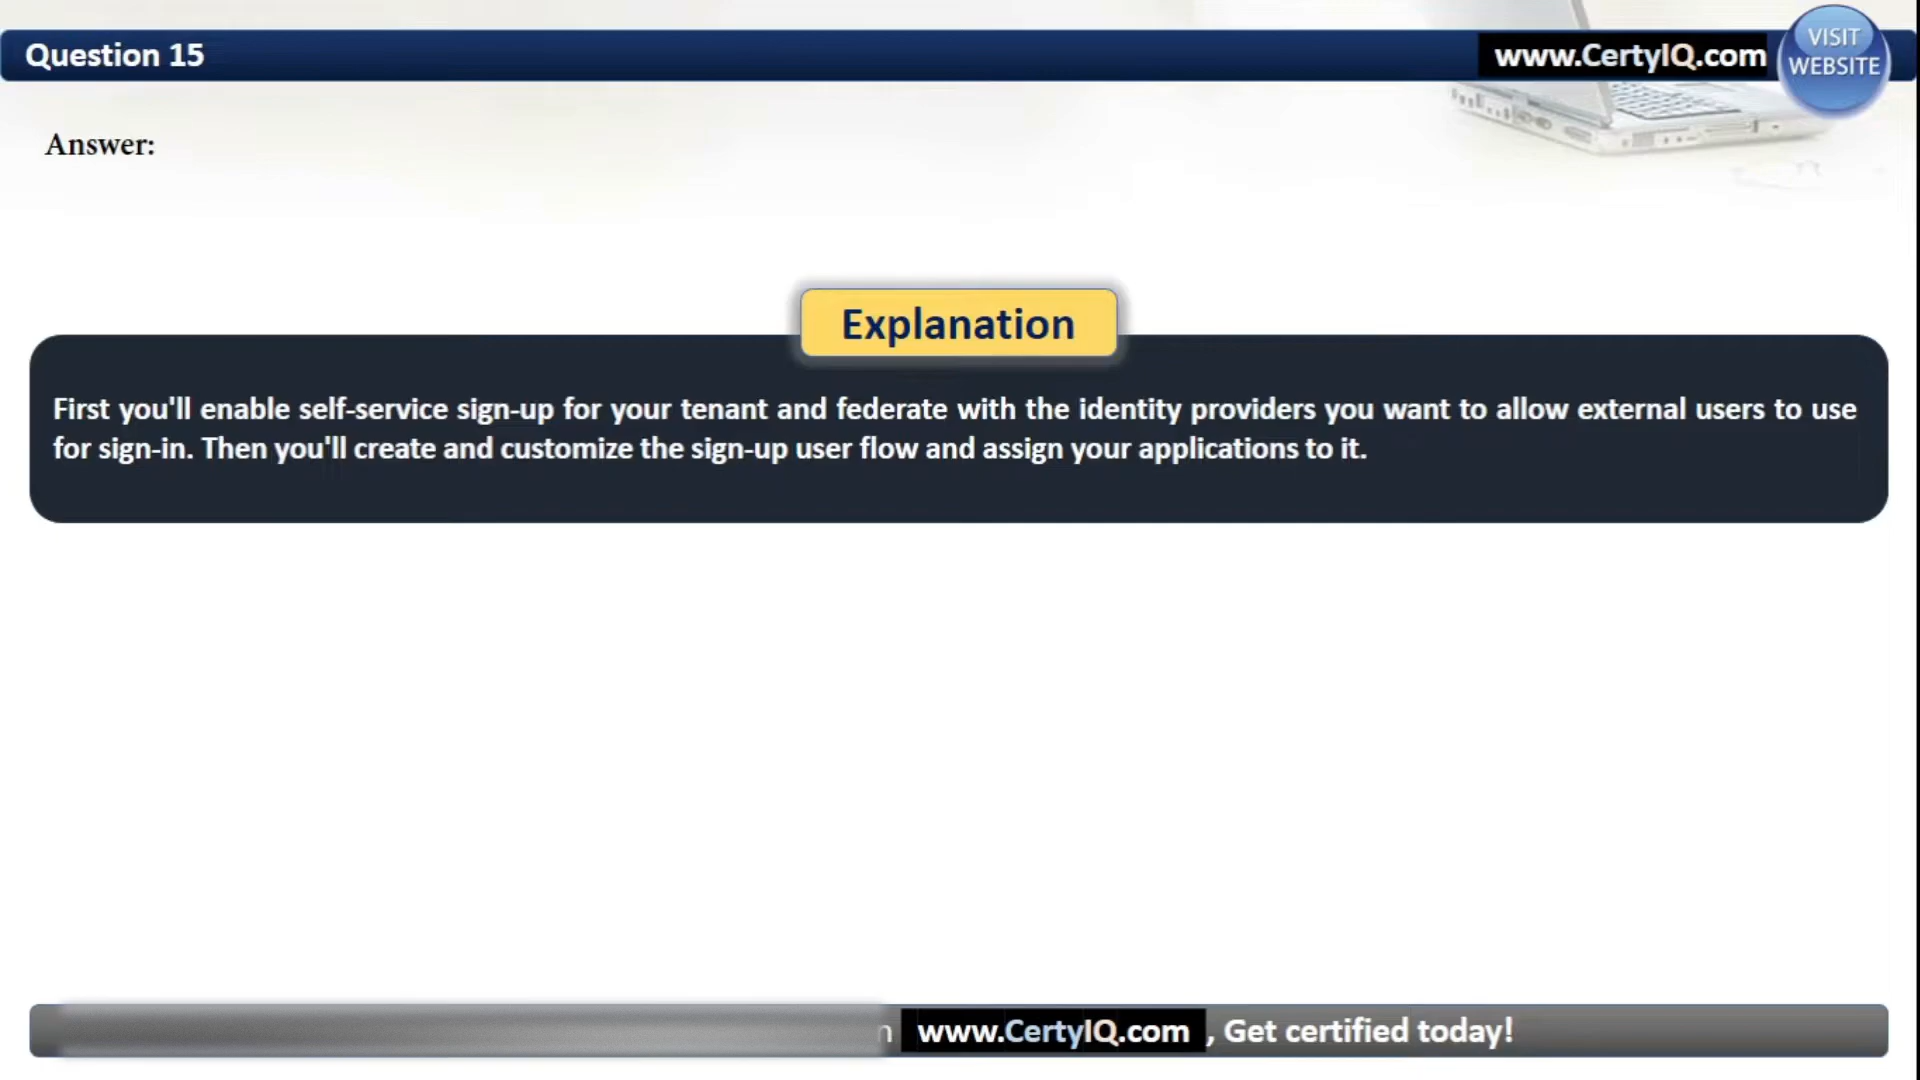 Question 15
www.CertyIQ.com
VISIT
WEBSITE
Answer:
Explanation
First you'll enable self-service sign-up for your tenant and federate with the identity providers you want to allow external users to use
for sign-in. Then you'll create and customize the sign-up user flow and assign your applications to it.
www.CertyIQ.com , Get certified today!